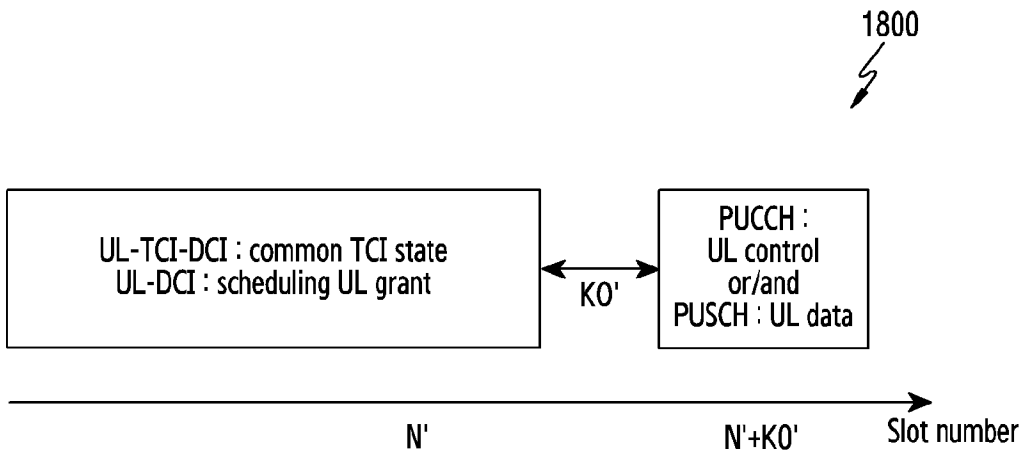 1800
UL-TCI-DCI : common TCI state
UL-DCI : scheduling UL grant
K0'
PUCCH :
UL control
or/and
PUSCH : UL data
N'
N'+K0'
Slot number